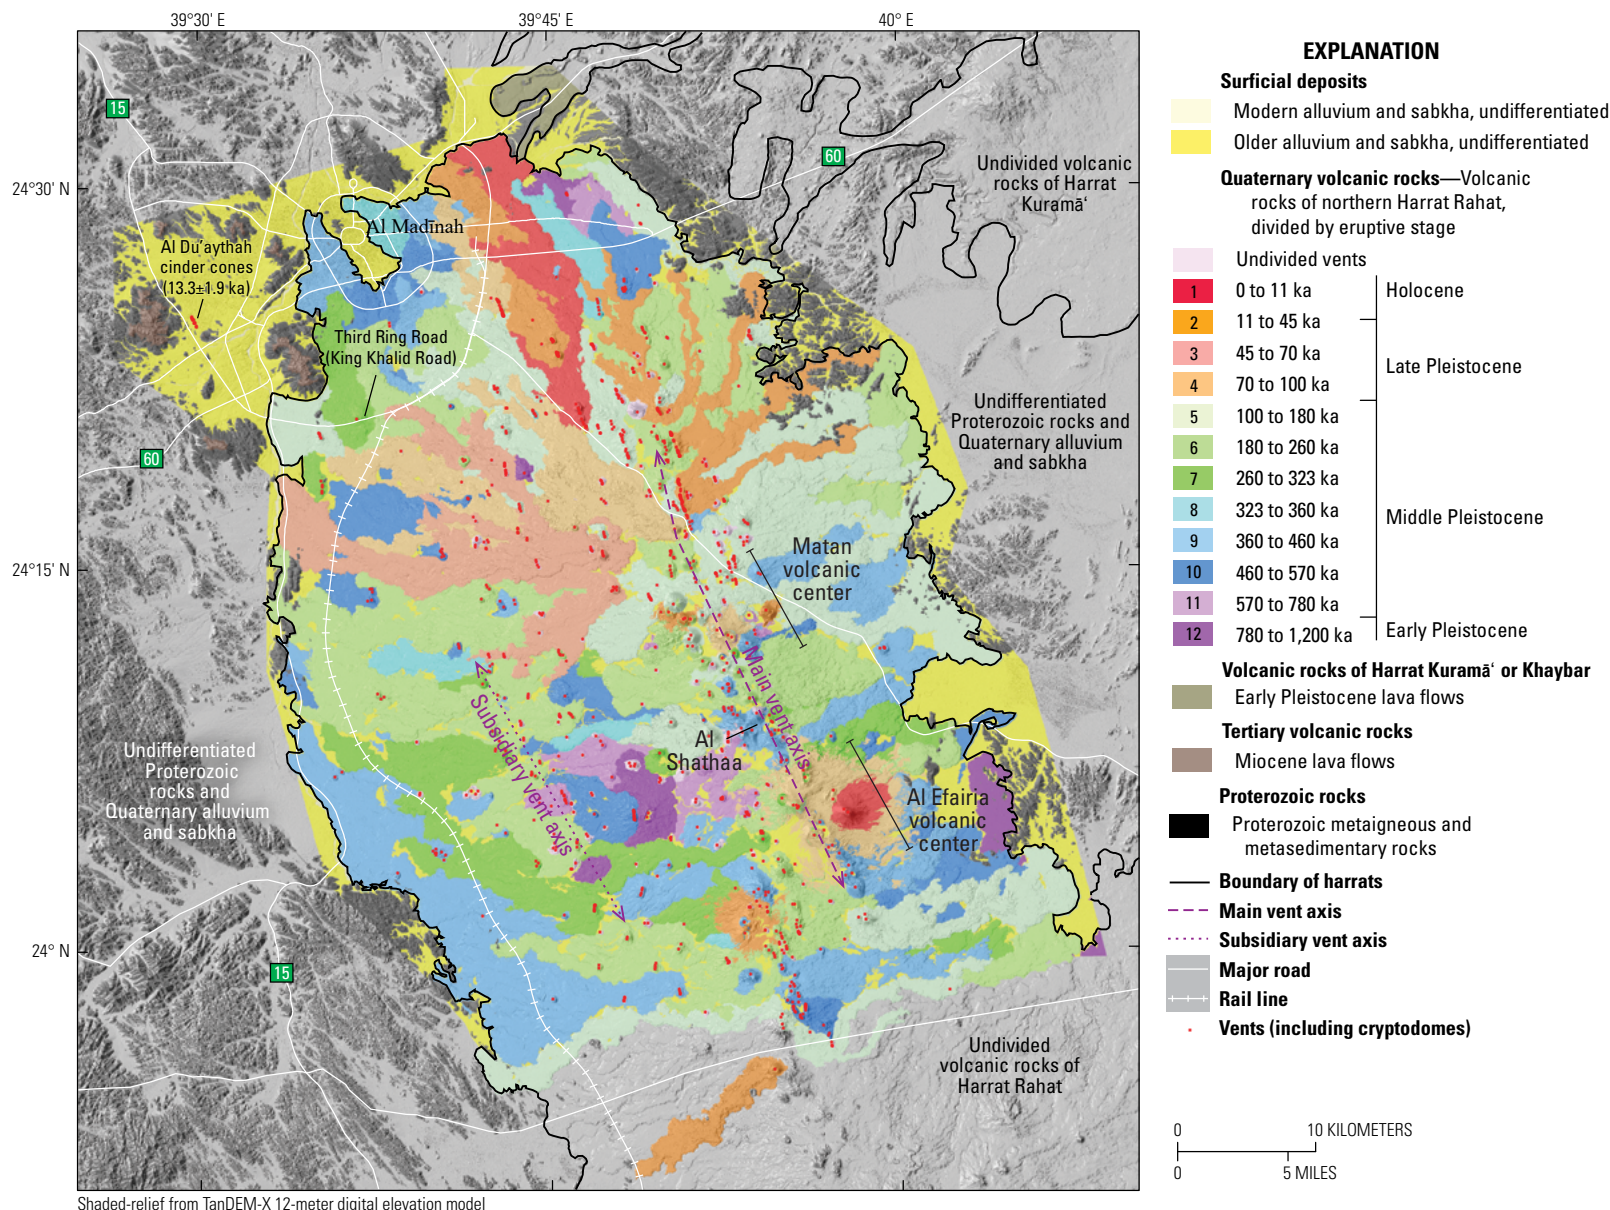 39°30' E
39°45' E
40° E
15
60
24°30' N
Undivided volcanic
rocks of Harrat
Kuramāʻ
Al Madīnah
Al Du'aythah
cinder cones
(13.3±1.9 ka)
Third Ring Road
(King Khalid Road)
Undifferentiated
Proterozoic rocks and
Quaternary alluvium
and sabkha
60
24°15' N
Matan
volcanic
center
Main vent axis
Subsidiary vent axis
Al
Shathaa
Undifferentiated
Proterozoic
rocks and
Quaternary alluvium
and sabkha
Al Efairia
volcanic
center
24° N
15
Undivided
volcanic rocks of
Harrat Rahat
Shaded-relief from TanDEM-X 12-meter digital elevation model
EXPLANATION
Surficial deposits
Modern alluvium and sabkha, undifferentiated
Older alluvium and sabkha, undifferentiated
Quaternary volcanic rocks—Volcanic
rocks of northern Harrat Rahat,
divided by eruptive stage
Undivided vents
1 0 to 11 ka Holocene
2 11 to 45 ka
3 45 to 70 ka Late Pleistocene
4 70 to 100 ka
5 100 to 180 ka
6 180 to 260 ka
7 260 to 323 ka
8 323 to 360 ka Middle Pleistocene
9 360 to 460 ka
10 460 to 570 ka
11 570 to 780 ka
12 780 to 1,200 ka Early Pleistocene
Volcanic rocks of Harrat Kuramāʻ or Khaybar
Early Pleistocene lava flows
Tertiary volcanic rocks
Miocene lava flows
Proterozoic rocks
Proterozoic metaigneous and
metasedimentary rocks
Boundary of harrats
Main vent axis
Subsidiary vent axis
Major road
Rail line
Vents (including cryptodomes)
0 10 KILOMETERS
0 5 MILES